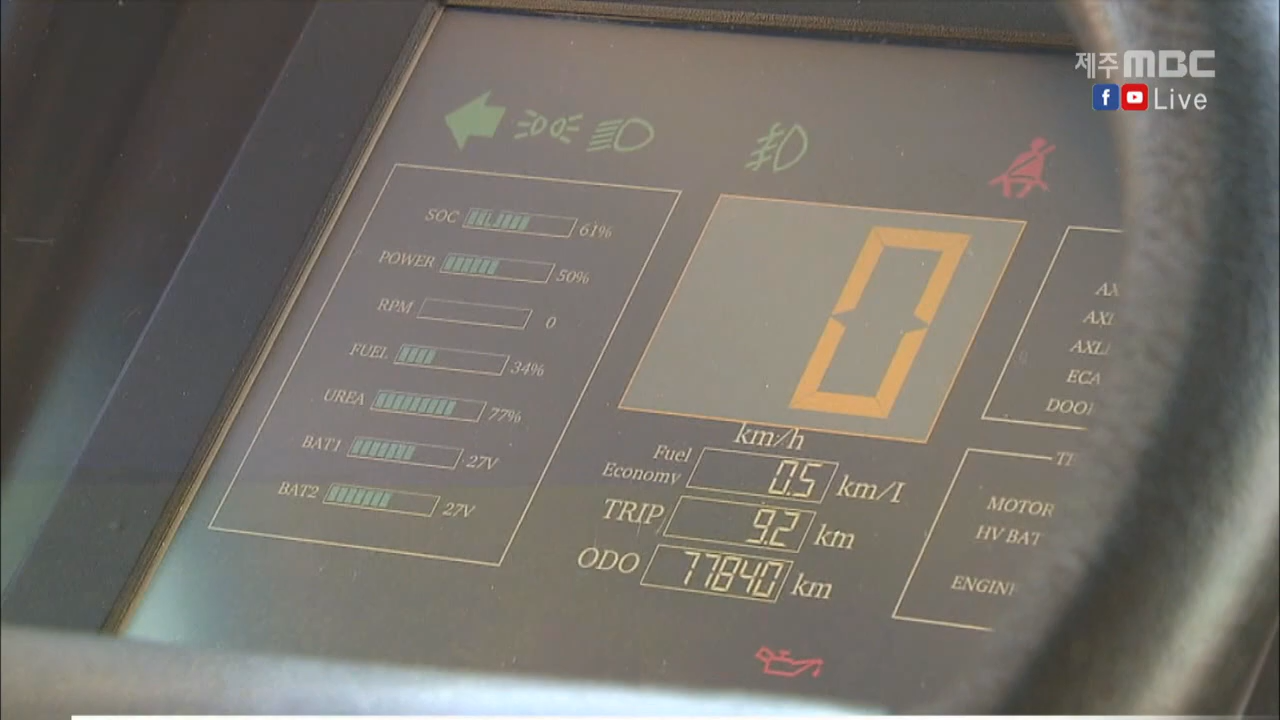 제주MBC
Live
SOC 61%
POWER 50%
RPM 0
FUEL 34%
UREA 77%
BAT1 27V
BAT2 27V
0
km/h
Fuel
Economy 0.5 km/l
TRIP 9.2 km
ODO 77840 km
MOTOR
HV BAT
ENGINE